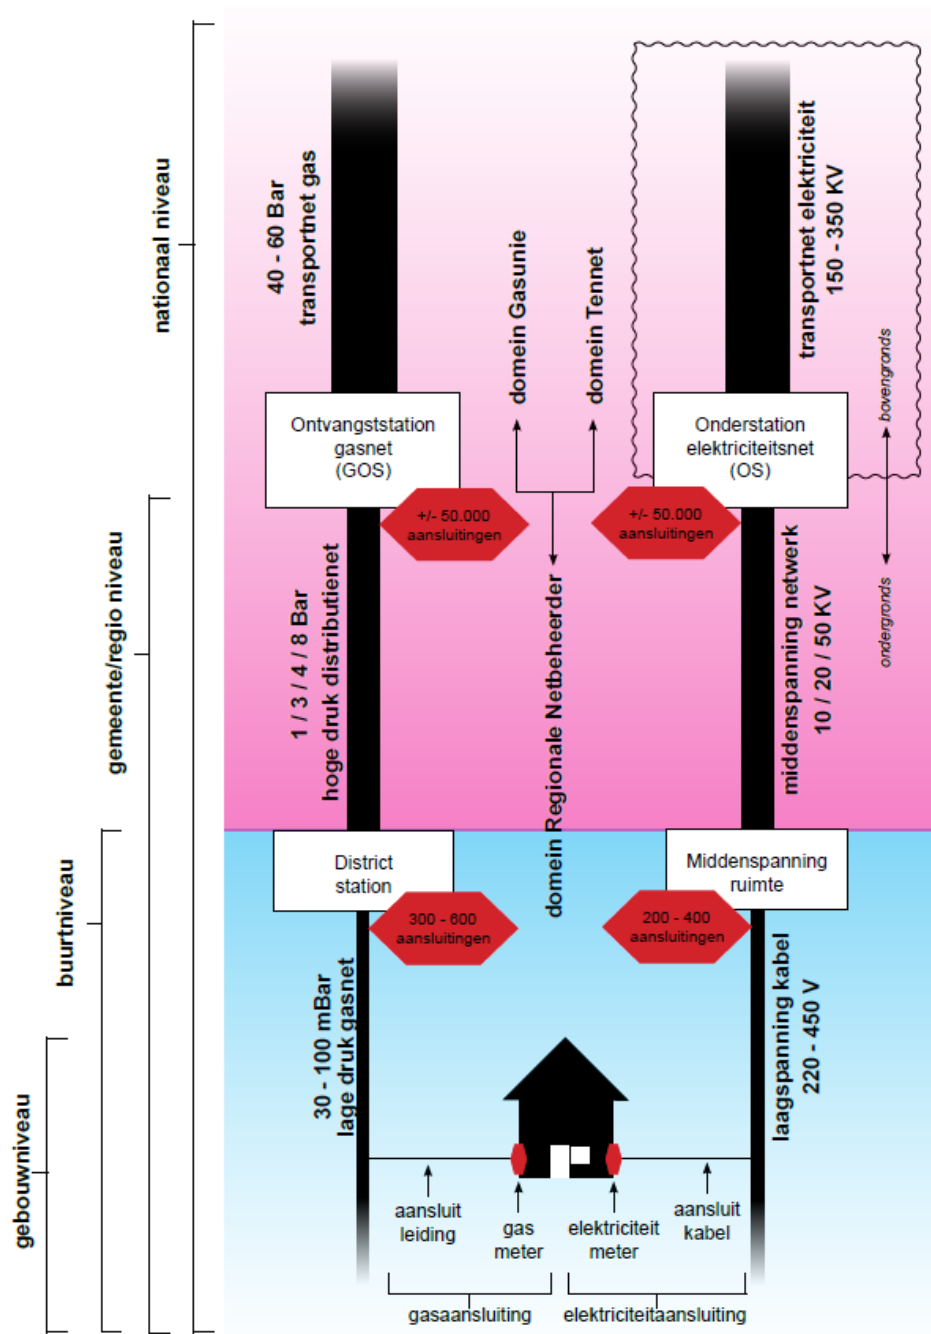 nationaal niveau
gemeente/regio niveau
buurtniveau
gebouwniveau
40 - 60 Bar
transportnet gas
domein Gasunie
domein Tennet
transportnet elektriciteit
150 - 350 KV
Ontvangststation
gasnet
(GOS)
Onderstation
elektriciteitsnet
(OS)
bovengronds
ondergronds
+/- 50.000
aansluitingen
+/- 50.000
aansluitingen
1 / 3 / 4 / 8 Bar
hoge druk distributienet
domein Regionale Netbeheerder
middenspanning netwerk
10 / 20 / 50 KV
District
station
Middenspanning
ruimte
300 - 600
aansluitingen
200 - 400
aansluitingen
30 - 100 mBar
lage druk gasnet
laagspanning kabel
220 - 450 V
aansluit
leiding
gas
meter
elektriciteit
meter
aansluit
kabel
gasaansluiting
elektriciteitaansluiting